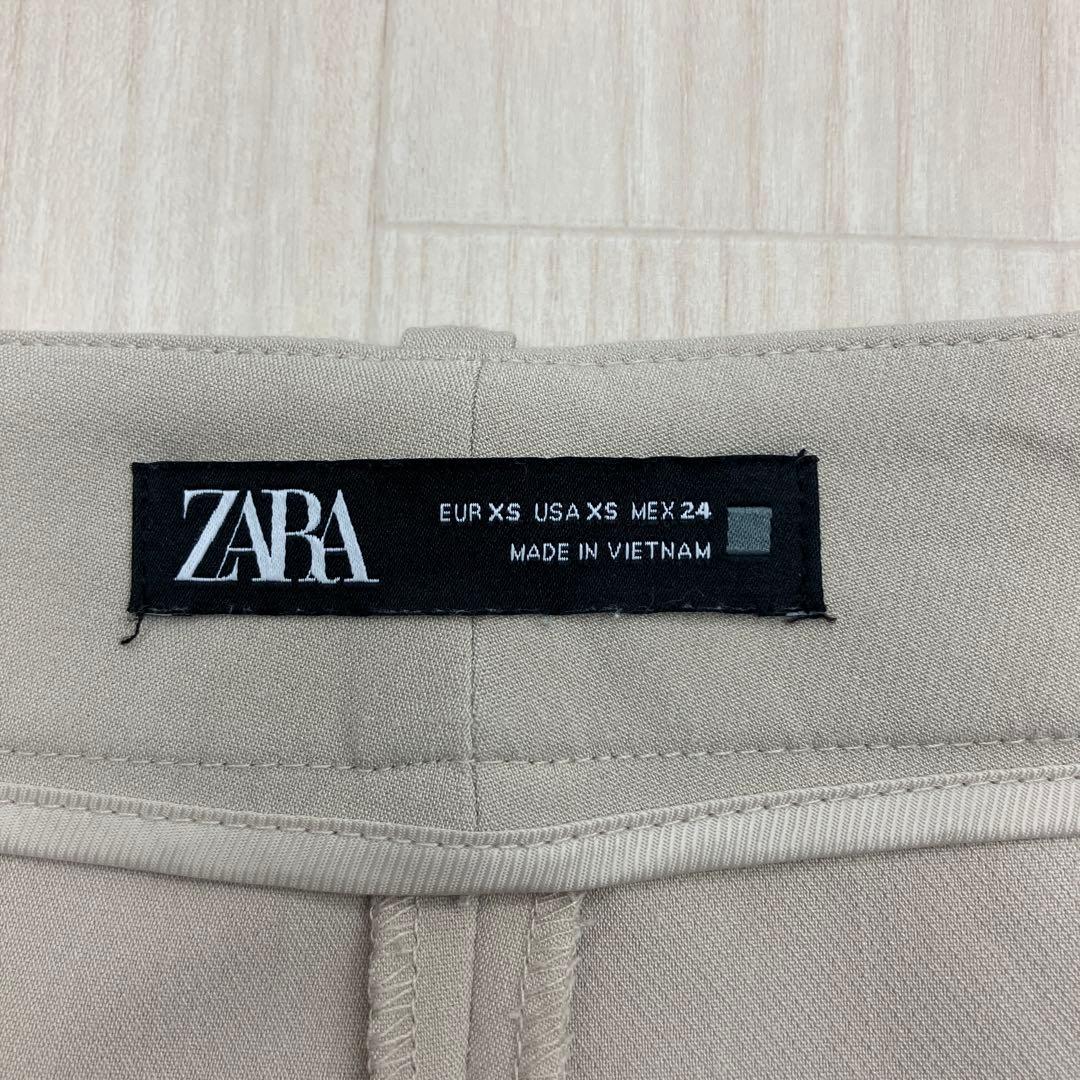 ZARA
EUR XS USA XS MEX 24
MADE IN VIETNAM